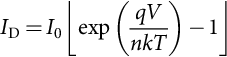 I_D = I_0 ⌊ exp ( qV / nkT ) − 1 ⌋